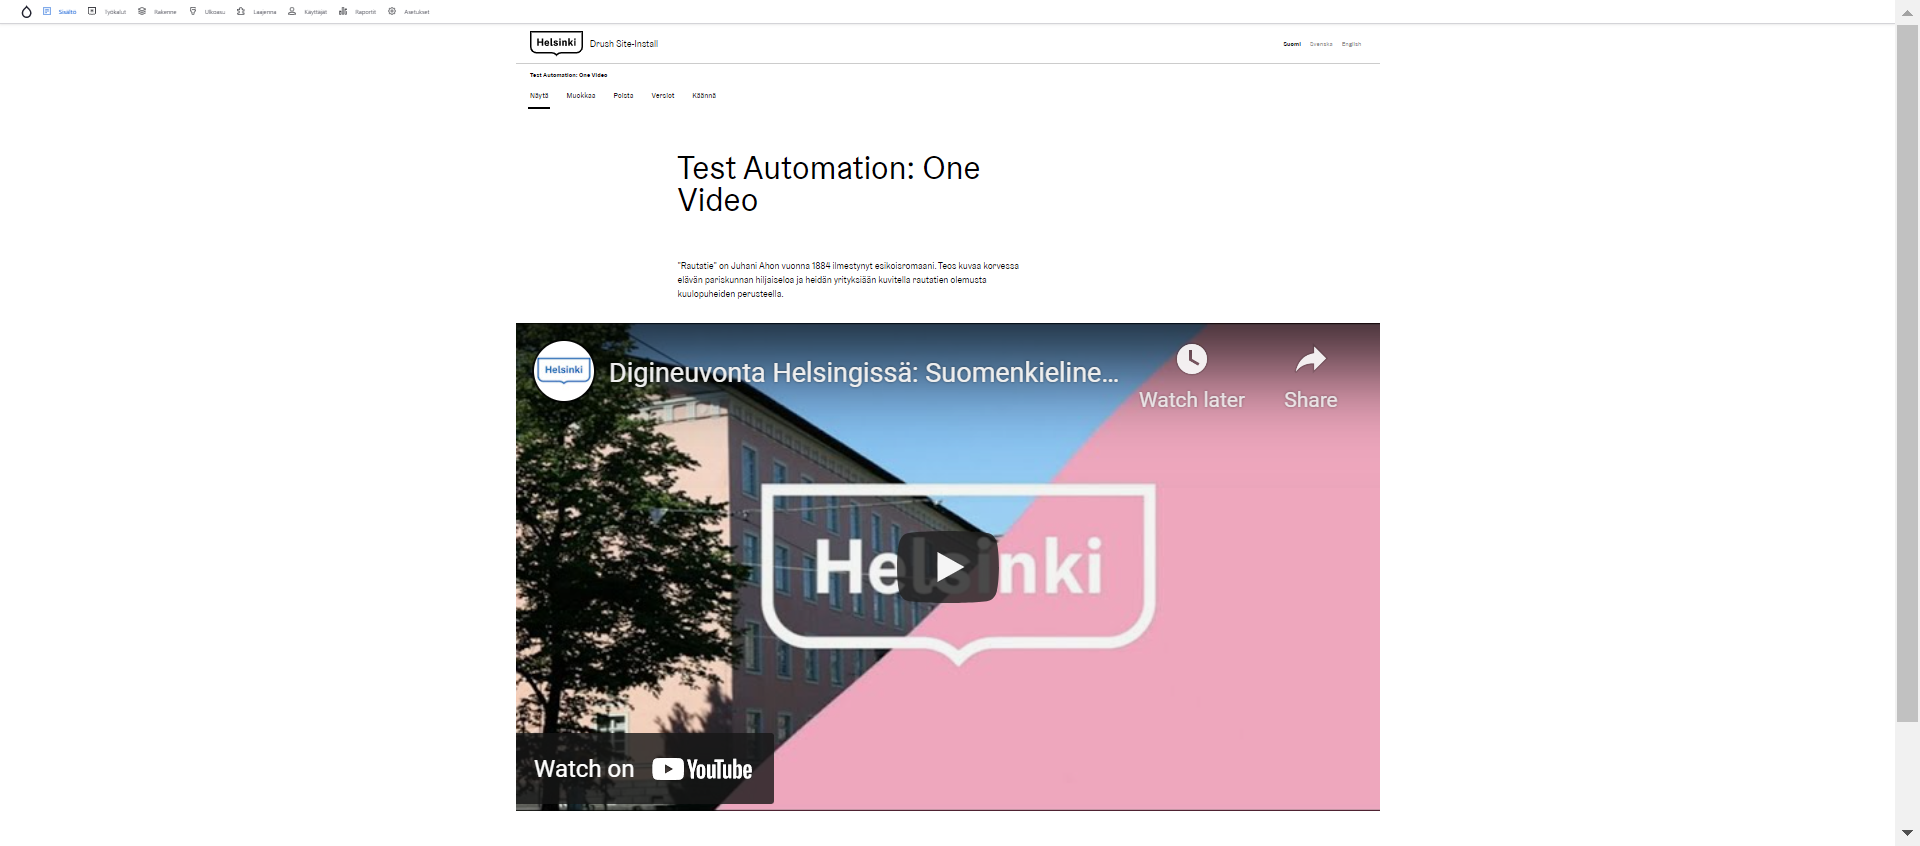 Sisältö Työkalut Rakenne Ulkoasu Laajenna Käyttäjät Raportit Asetukset
Helsinki Drush Site-Install Suomi Svenska English
Test Automation: One Video
Näytä Muokkaa Poista Versiot Käännä
Test Automation: One
Video
"Rautatie" on Juhani Ahon vuonna 1884 ilmestynyt esikoisromaani. Teos kuvaa korvessa
elävän pariskunnan hiljaiseloa ja heidän yrityksiään kuvitella rautatien olemusta
kuulopuheiden perusteella.
Helsinki Digineuvonta Helsingissä: Suomenkieline...
Watch later Share
Helsinki
Watch on YouTube